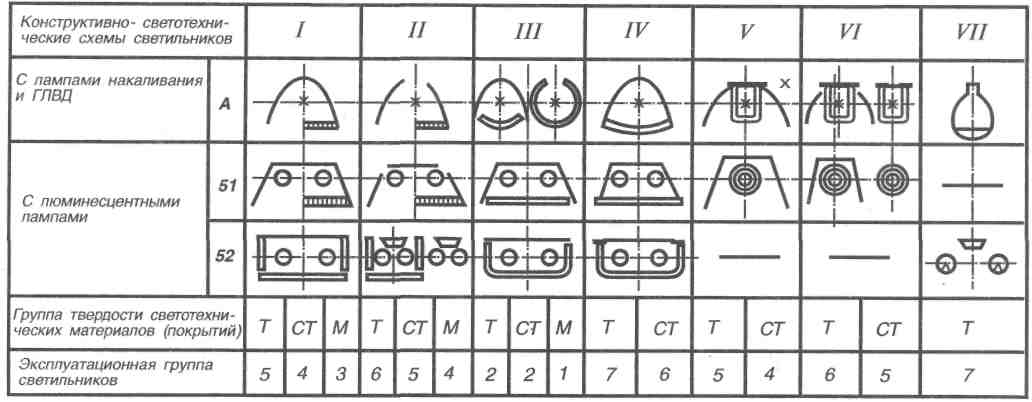 Конструктивно- светотехни-
ческие схемы светильников
I II III IV V VI VII
С лампами накаливания
и ГЛВД
А
х
С люминесцентными
лампами
51
52
Группа твердости светотехни-
ческих материалов (покрытий)
Т СТ М Т СТ М Т СТ М Т СТ Т СТ Т СТ Т
Эксплуатационная группа
светильников
5 4 3 6 5 4 2 2 1 7 6 5 4 6 5 7